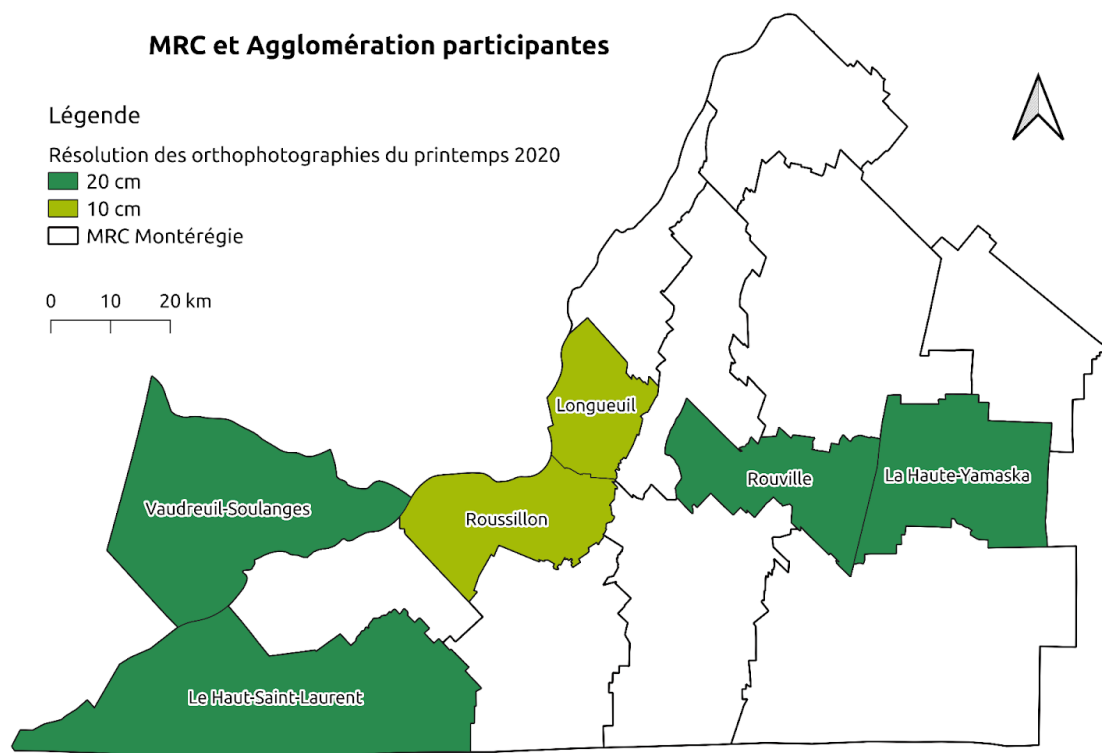 MRC et Agglomération participantes
Légende
Résolution des orthophotographies du printemps 2020
20 cm
10 cm
MRC Montérégie
0 10 20 km
Longueuil
Vaudreuil-Soulanges
Roussillon
Rouville
La Haute-Yamaska
Le Haut-Saint-Laurent